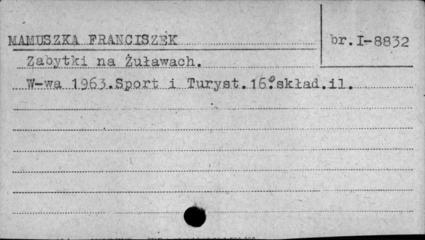 MAMUSZKA FRANCISZEK br.I-8832
Zabytki na Żuławach.
W-wa 1963.Sport i Turyst.16°skład.il.